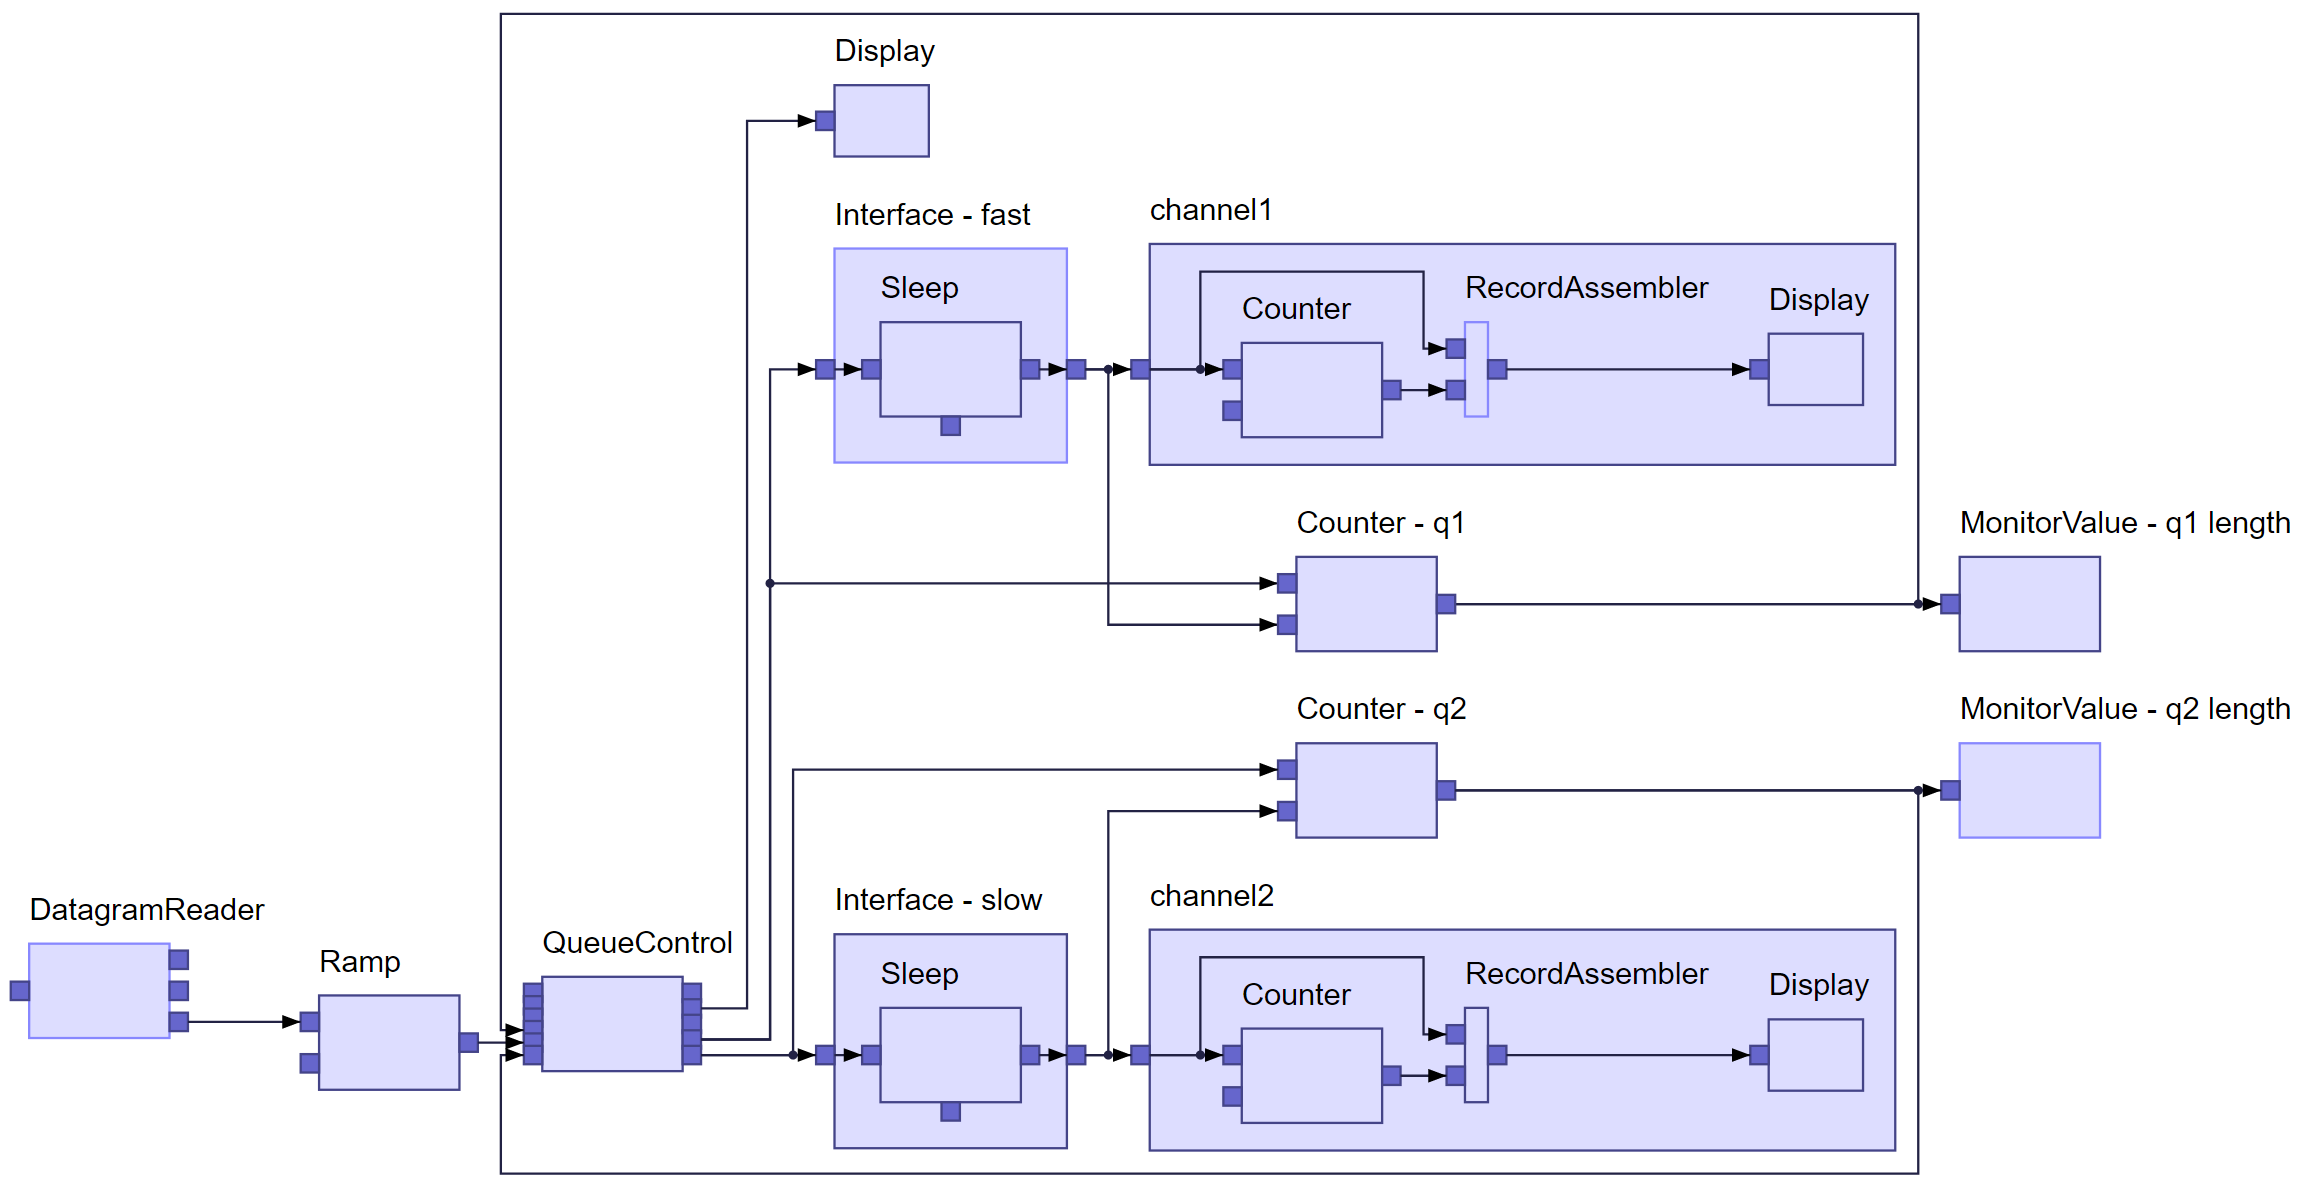 Display
Interface - fast
channel1
Sleep
Counter
RecordAssembler
Display
Counter - q1
MonitorValue - q1 length
Counter - q2
MonitorValue - q2 length
DatagramReader
Ramp
QueueControl
Interface - slow
channel2
Sleep
Counter
RecordAssembler
Display